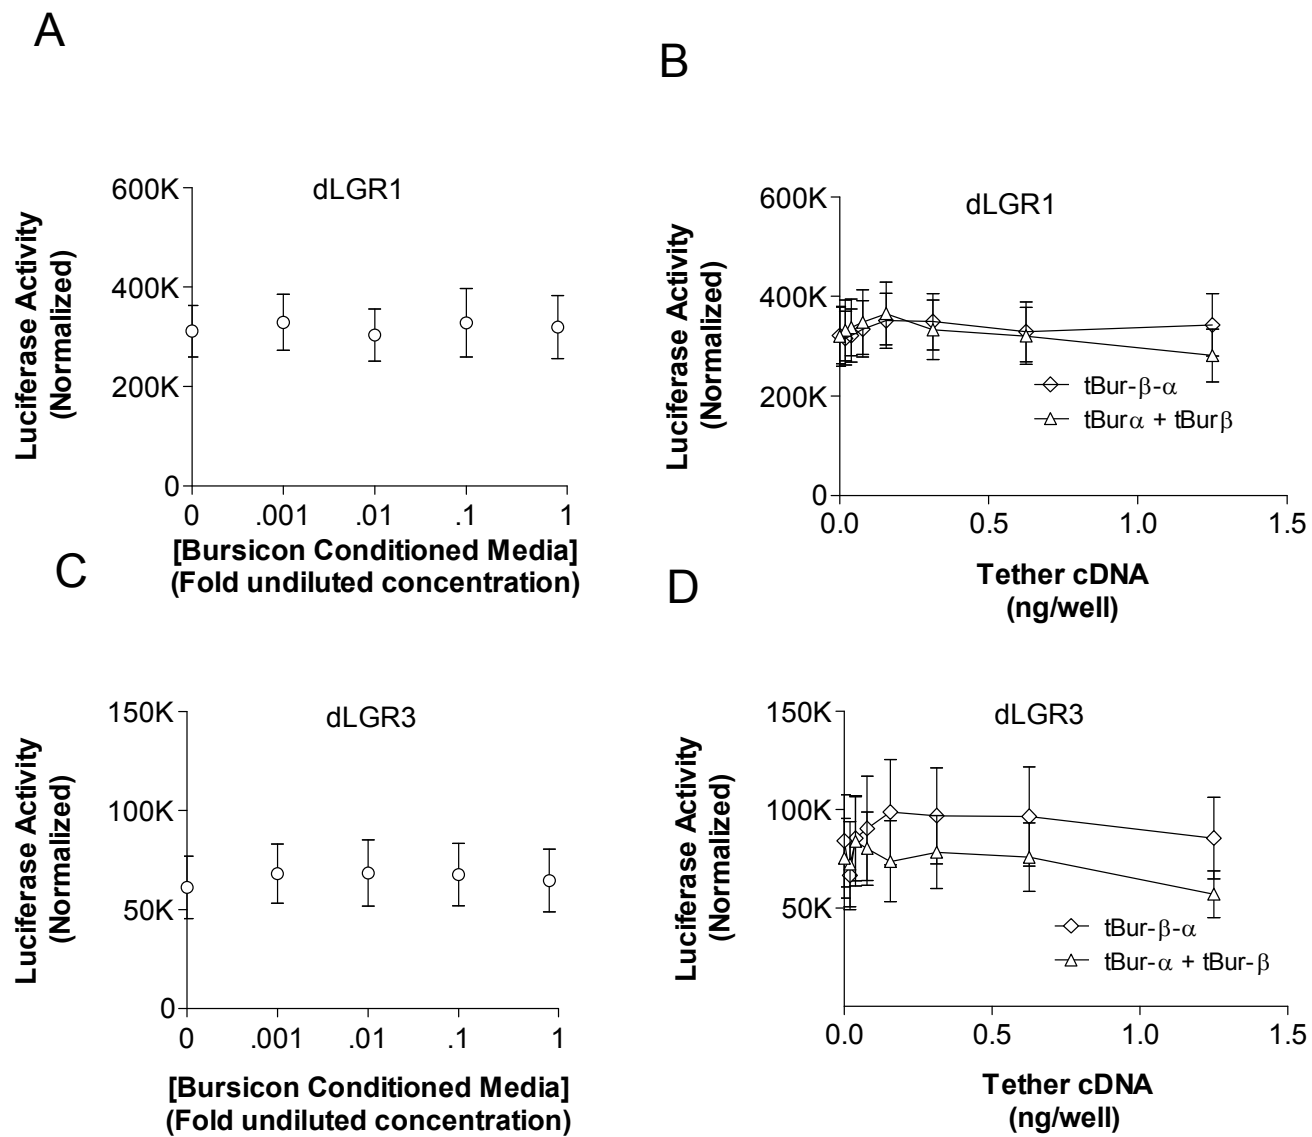 A
dLGR1
600K
400K
200K
0
Luciferase Activity
(Normalized)
0 .001 .01 .1 1
[Bursicon Conditioned Media]
(Fold undiluted concentration)
B
dLGR1
600K
400K
200K
0
Luciferase Activity
(Normalized)
tBur-β-α
tBurα + tBurβ
0.0 0.5 1.0 1.5
Tether cDNA
(ng/well)
C
dLGR3
150K
100K
50K
0
Luciferase Activity
(Normalized)
0 .001 .01 .1 1
[Bursicon Conditioned Media]
(Fold undiluted concentration)
D
dLGR3
150K
100K
50K
Luciferase Activity
(Normalized)
tBur-β-α
tBur-α + tBur-β
0.0 0.5 1.0 1.5
Tether cDNA
(ng/well)